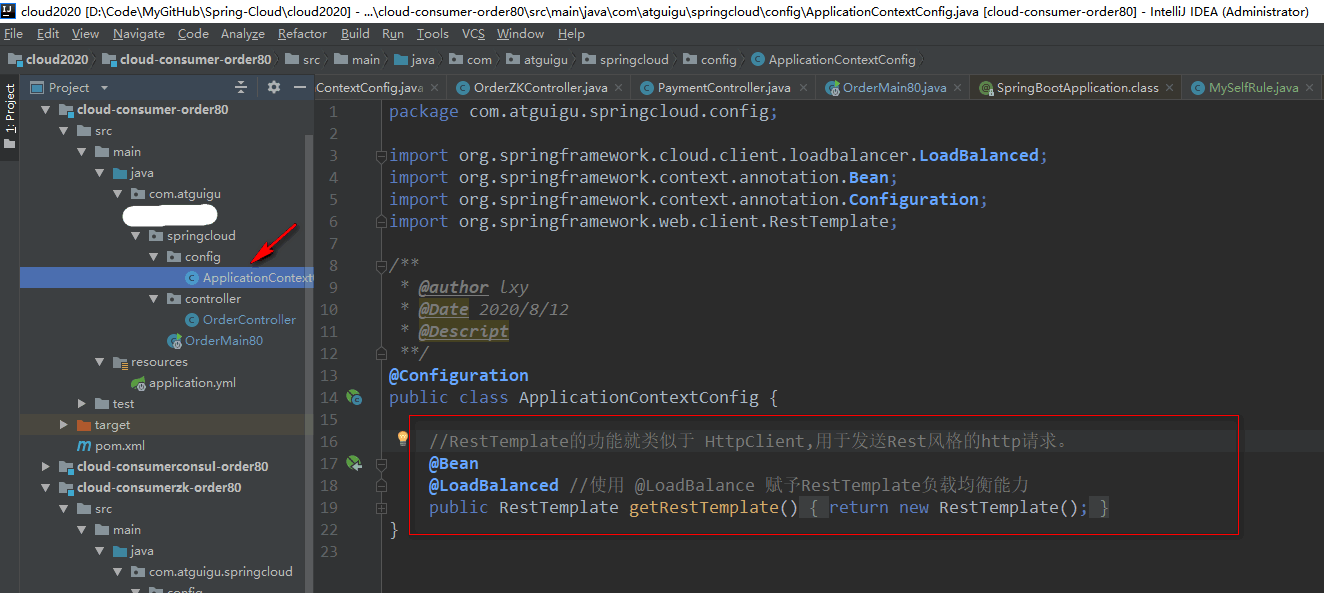 cloud2020 [D:\Code\MyGitHub\Spring-Cloud\cloud2020] - ...\cloud-consumer-order80\src\main\java\com\atguigu\springcloud\config\ApplicationContextConfig.java [cloud-consumer-order80] - IntelliJ IDEA (Administrator)
File Edit View Navigate Code Analyze Refactor Build Run Tools VCS Window Help
cloud2020 cloud-consumer-order80 src main java com atguigu springcloud config ApplicationContextConfig
1: Project
Project
ContextConfig.java OrderZKController.java PaymentController.java OrderMain80.java SpringBootApplication.class MySelfRule.java
cloud-consumer-order80
src
main
java
com.atguigu
springcloud
config
ApplicationContext
controller
OrderController
OrderMain80
resources
application.yml
test
target
pom.xml
cloud-consumerconsul-order80
cloud-consumerzk-order80
src
main
java
com.atguigu.springcloud
config
1 package com.atguigu.springcloud.config;
2
3 import org.springframework.cloud.client.loadbalancer.LoadBalanced;
4 import org.springframework.context.annotation.Bean;
5 import org.springframework.context.annotation.Configuration;
6 import org.springframework.web.client.RestTemplate;
7
8 /**
9 * @author lxy
10 * @Date 2020/8/12
11 * @Descript
12 **/
13 @Configuration
14 public class ApplicationContextConfig {
15
16 //RestTemplate的功能就类似于 HttpClient,用于发送Rest风格的http请求。
17 @Bean
18 @LoadBalanced //使用 @LoadBalance 赋予RestTemplate负载均衡能力
19 public RestTemplate getRestTemplate() { return new RestTemplate(); }
22 }
23